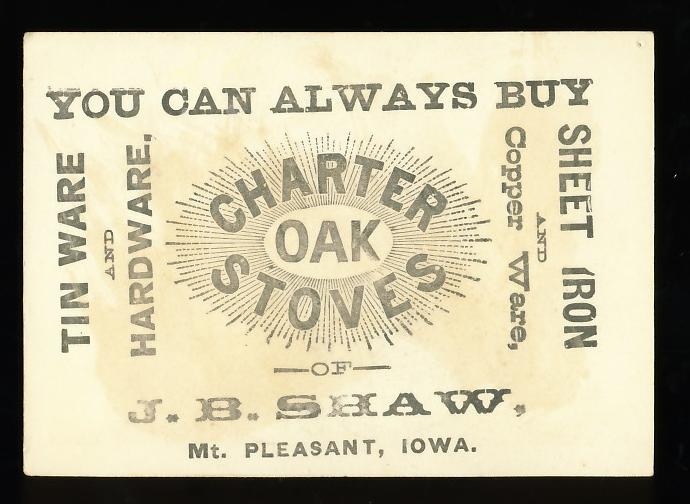 YOU CAN ALWAYS BUY
TIN WARE
AND
HARDWARE,
CHARTER
OAK
STOVES
SHEET IRON
AND
Copper Ware,
OF
J. B. SHAW.
Mt. PLEASANT, IOWA.